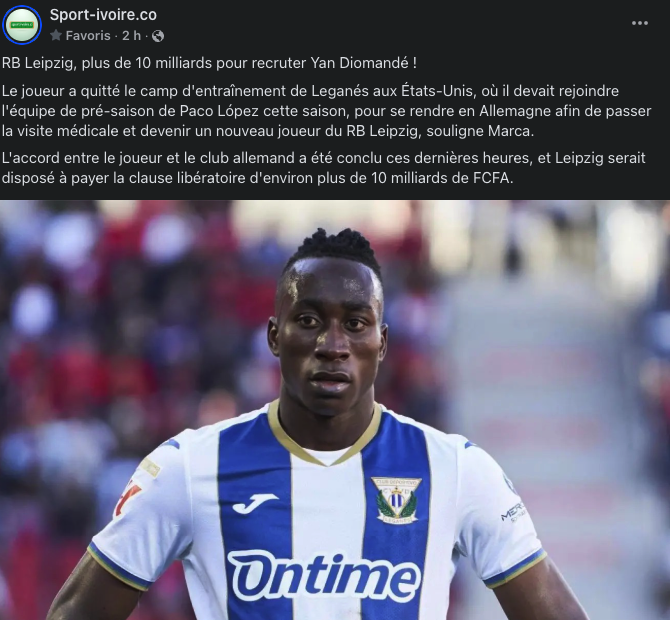 Sport-ivoire.co
Favoris · 2 h ·
RB Leipzig, plus de 10 milliards pour recruter Yan Diomandé !
Le joueur a quitté le camp d'entraînement de Leganés aux États-Unis, où il devait rejoindre
l'équipe de pré-saison de Paco López cette saison, pour se rendre en Allemagne afin de passer
la visite médicale et devenir un nouveau joueur du RB Leipzig, souligne Marca.
L'accord entre le joueur et le club allemand a été conclu ces dernières heures, et Leipzig serait
disposé à payer la clause libératoire d'environ plus de 10 milliards de FCFA.
Ontime